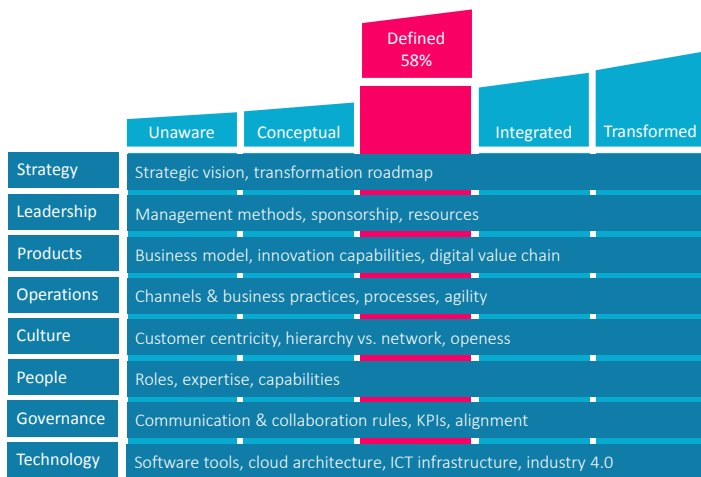 Defined
58%
Unaware
Conceptual
Integrated
Transformed
Strategy
Strategic vision, transformation roadmap
Leadership
Management methods, sponsorship, resources
Products
Business model, innovation capabilities, digital value chain
Operations
Channels & business practices, processes, agility
Culture
Customer centricity, hierarchy vs. network, openess
People
Roles, expertise, capabilities
Governance
Communication & collaboration rules, KPIs, alignment
Technology
Software tools, cloud architecture, ICT infrastructure, industry 4.0